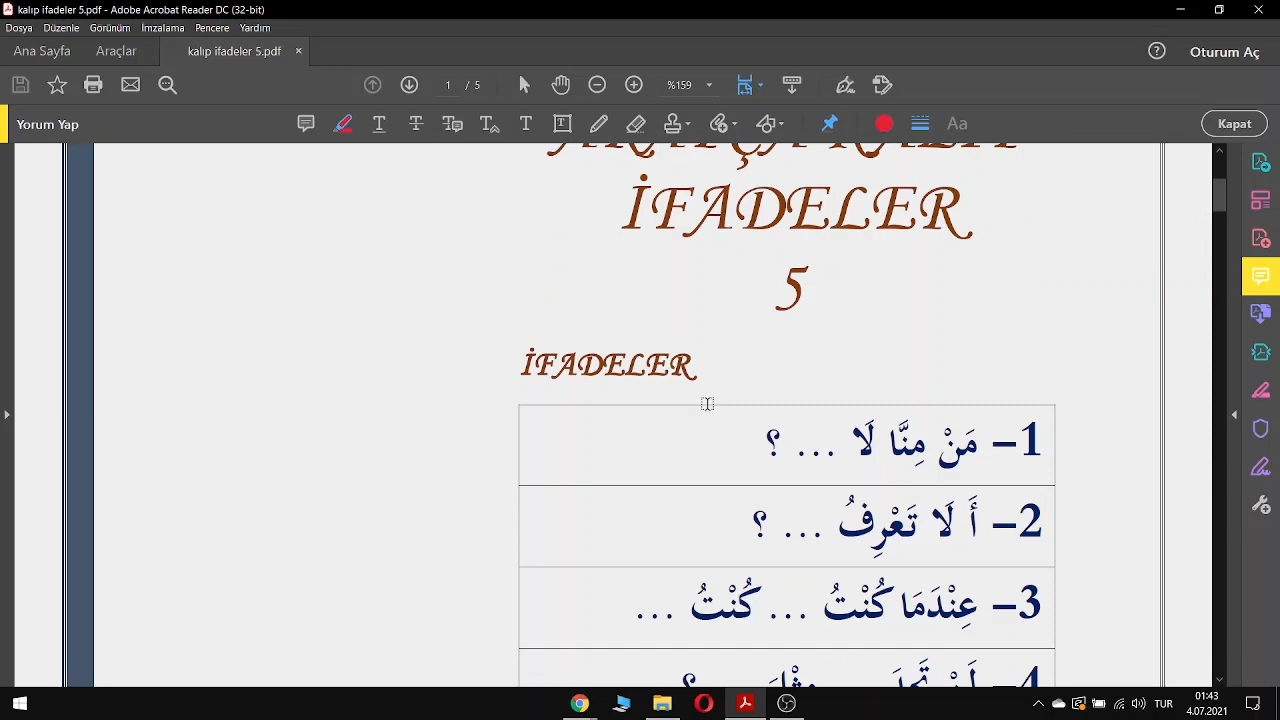 kalıp ifadeler 5.pdf - Adobe Acrobat Reader DC (32-bit)
Dosya Düzenle Görünüm İmzalama Pencere Yardım
Ana Sayfa Araçlar kalıp ifadeler 5.pdf × Oturum Aç
1 / 5 %159
Yorum Yap Aa Kapat
İFADELER
5
İFADELER
1– مَنْ مِنَّا لَا ... ؟
2– أَ لَا تَعْرِفُ ... ؟
3– عِنْدَمَا كُنْتُ ... كُنْتُ ...
TUR 01:43
4.07.2021